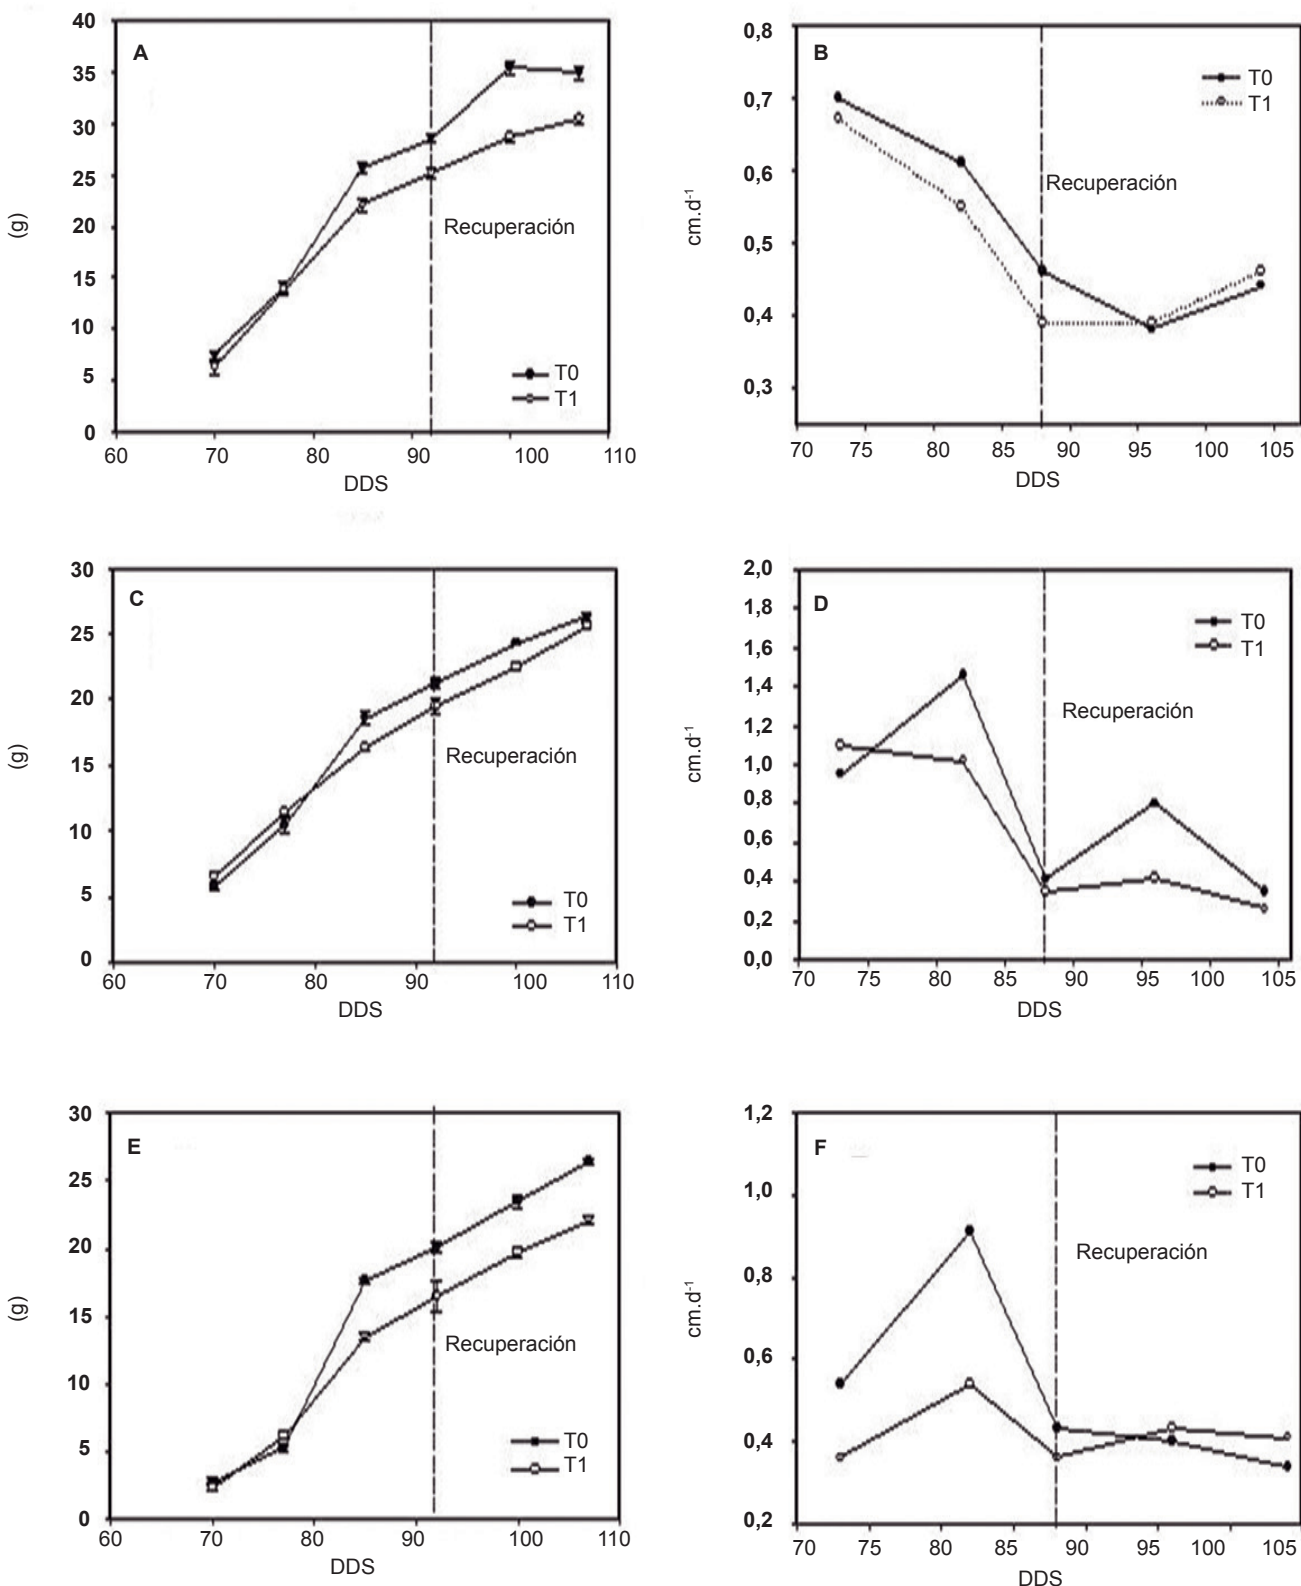 A
40
35
30
25
20
15
10
5
0
(g)
Recuperación
T0
T1
60 70 80 90 100 110
DDS
B
0,8
0,7
0,6
0,5
0,4
0,3
cm.d-1
T0
T1
Recuperación
70 75 80 85 90 95 100 105
DDS
C
30
25
20
15
10
5
0
(g)
Recuperación
T0
T1
60 70 80 90 100 110
DDS
D
2,0
1,8
1,6
1,4
1,2
1,0
0,8
0,6
0,4
0,2
0,0
cm.d-1
T0
T1
Recuperación
70 75 80 85 90 95 100 105
DDS
E
30
25
20
15
10
5
0
(g)
Recuperación
T0
T1
60 70 80 90 100 110
DDS
F
1,2
1,0
0,8
0,6
0,4
0,2
cm.d-1
T0
T1
Recuperación
70 75 80 85 90 95 100 105
DDS